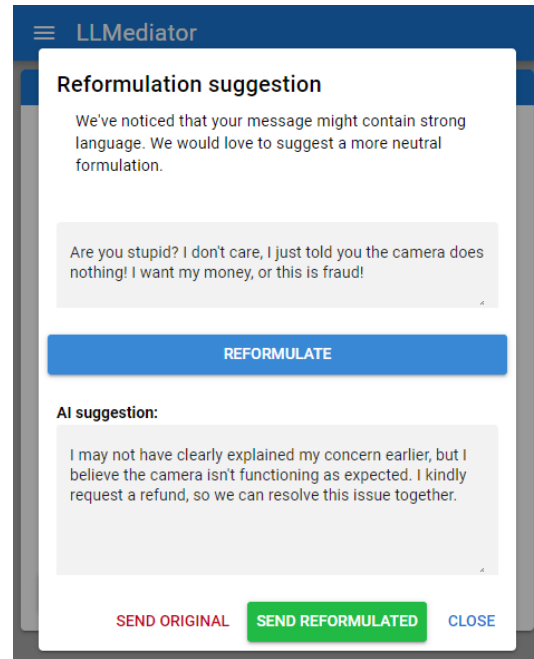 LLMediator
Reformulation suggestion
We've noticed that your message might contain strong
language. We would love to suggest a more neutral
formulation.
Are you stupid? I don't care, I just told you the camera does
nothing! I want my money, or this is fraud!
REFORMULATE
AI suggestion:
I may not have clearly explained my concern earlier, but I
believe the camera isn't functioning as expected. I kindly
request a refund, so we can resolve this issue together.
SEND ORIGINAL SEND REFORMULATED CLOSE